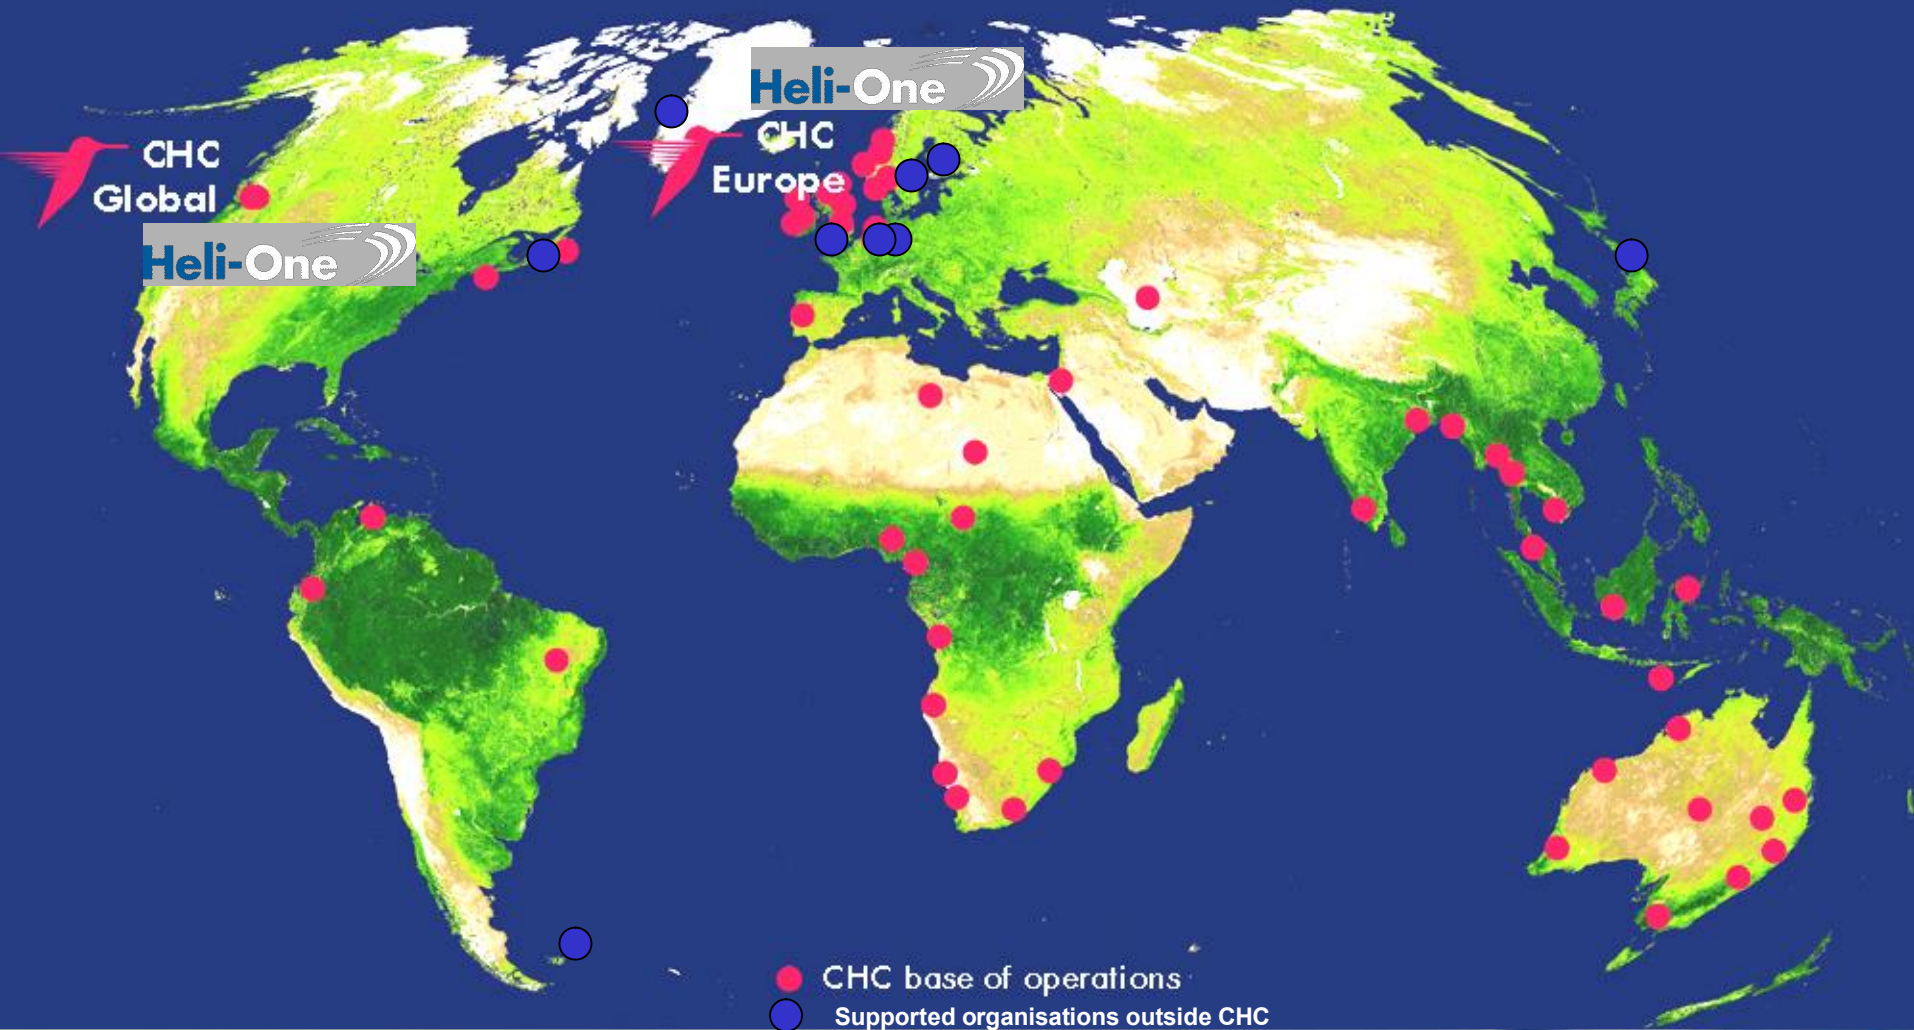 Heli-One
CHC
Europe
CHC
Global
Heli-One
CHC base of operations
Supported organisations outside CHC